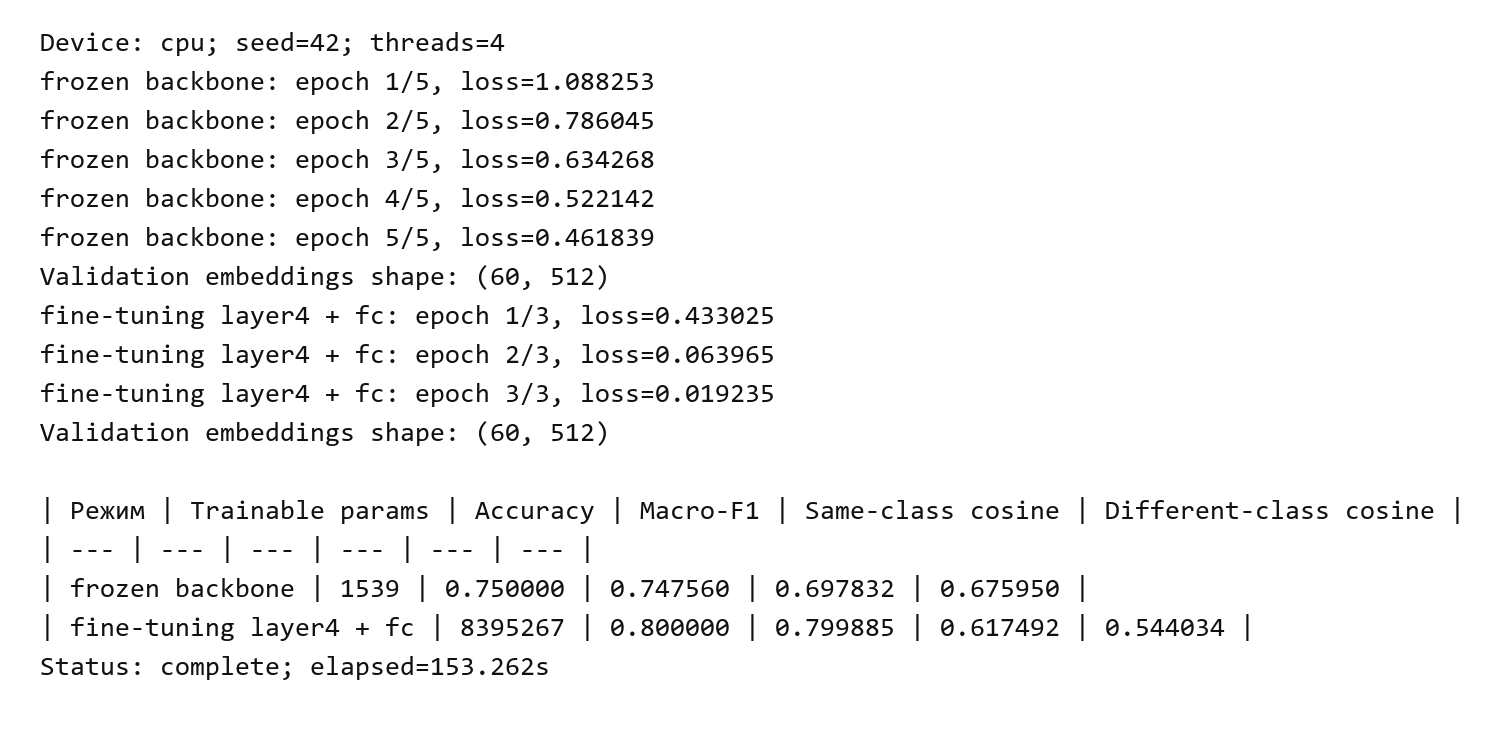 Device: cpu; seed=42; threads=4
frozen backbone: epoch 1/5, loss=1.088253
frozen backbone: epoch 2/5, loss=0.786045
frozen backbone: epoch 3/5, loss=0.634268
frozen backbone: epoch 4/5, loss=0.522142
frozen backbone: epoch 5/5, loss=0.461839
Validation embeddings shape: (60, 512)
fine-tuning layer4 + fc: epoch 1/3, loss=0.433025
fine-tuning layer4 + fc: epoch 2/3, loss=0.063965
fine-tuning layer4 + fc: epoch 3/3, loss=0.019235
Validation embeddings shape: (60, 512)
| Режим | Trainable params | Accuracy | Macro-F1 | Same-class cosine | Different-class cosine |
| --- | --- | --- | --- | --- | --- |
| frozen backbone | 1539 | 0.750000 | 0.747560 | 0.697832 | 0.675950 |
| fine-tuning layer4 + fc | 8395267 | 0.800000 | 0.799885 | 0.617492 | 0.544034 |
Status: complete; elapsed=153.262s